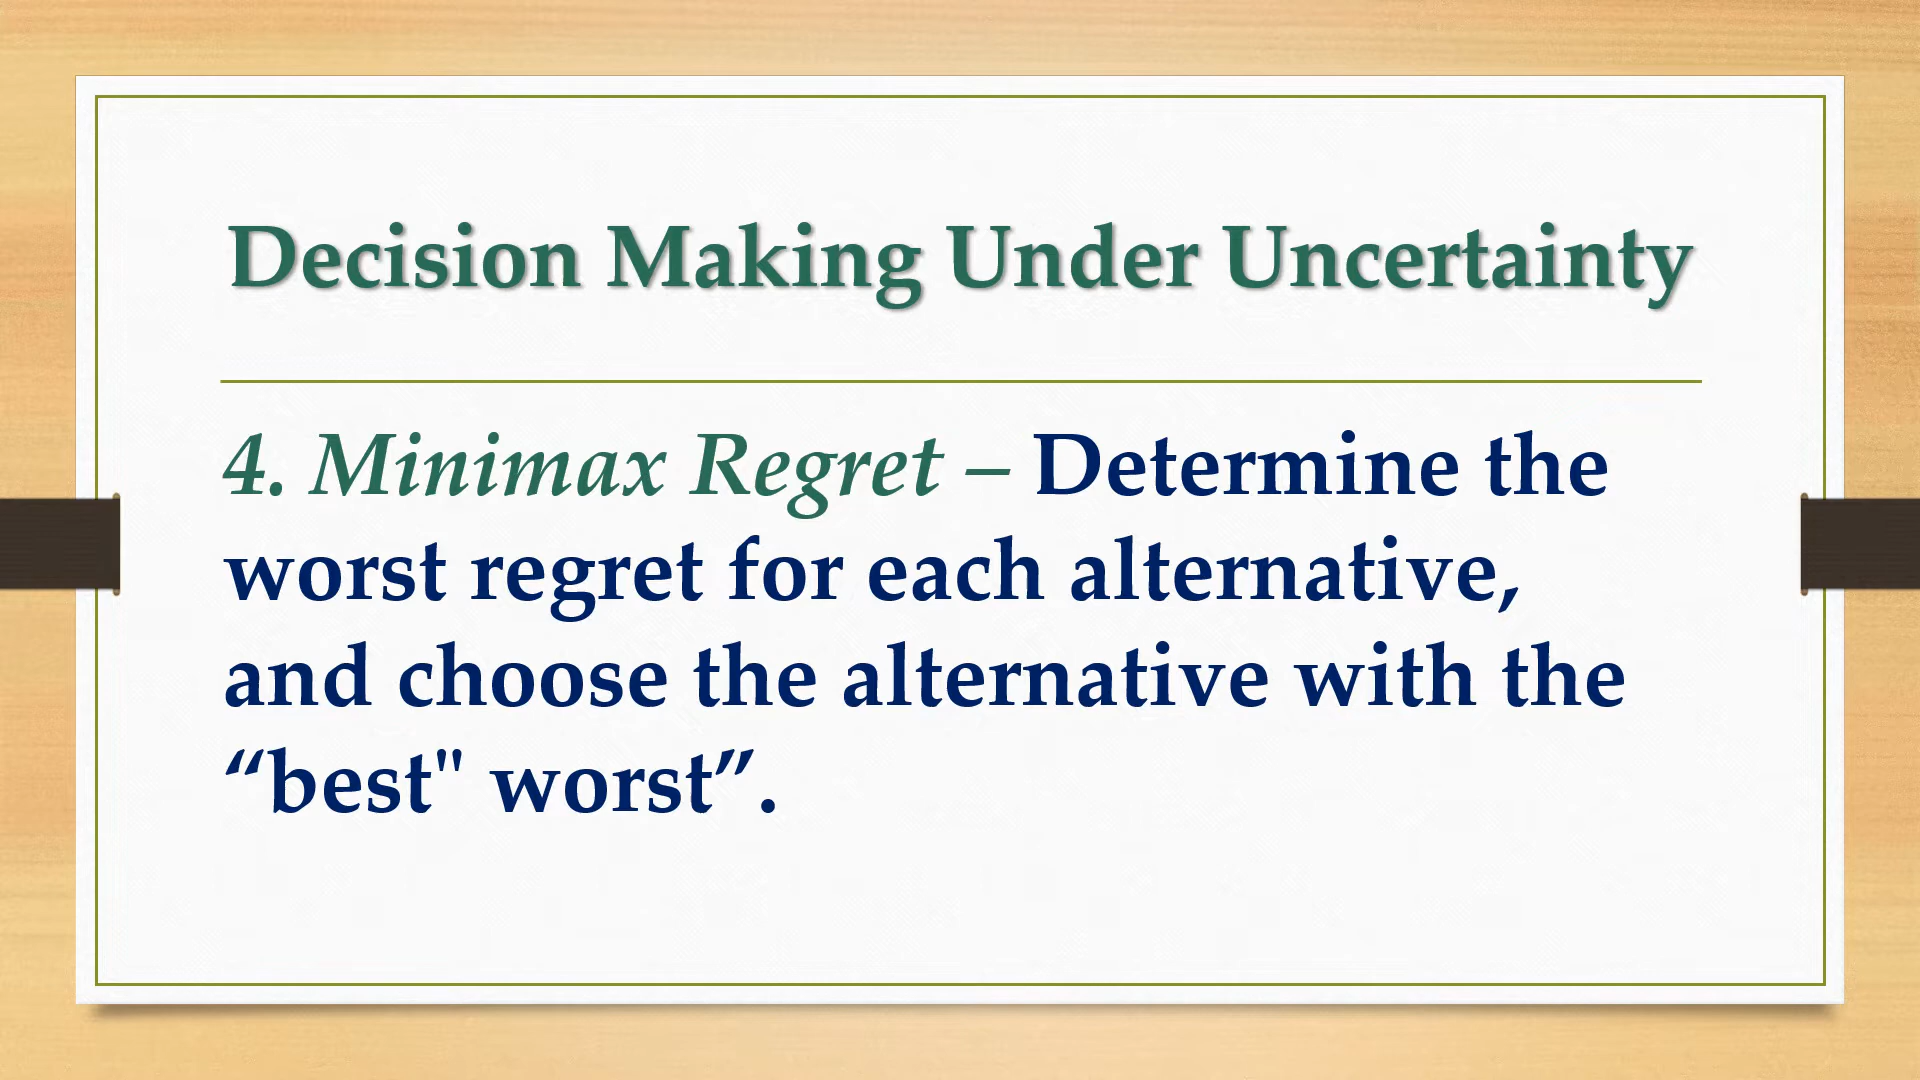 Decision Making Under Uncertainty
4. Minimax Regret – Determine the
worst regret for each alternative,
and choose the alternative with the
“best" worst”.